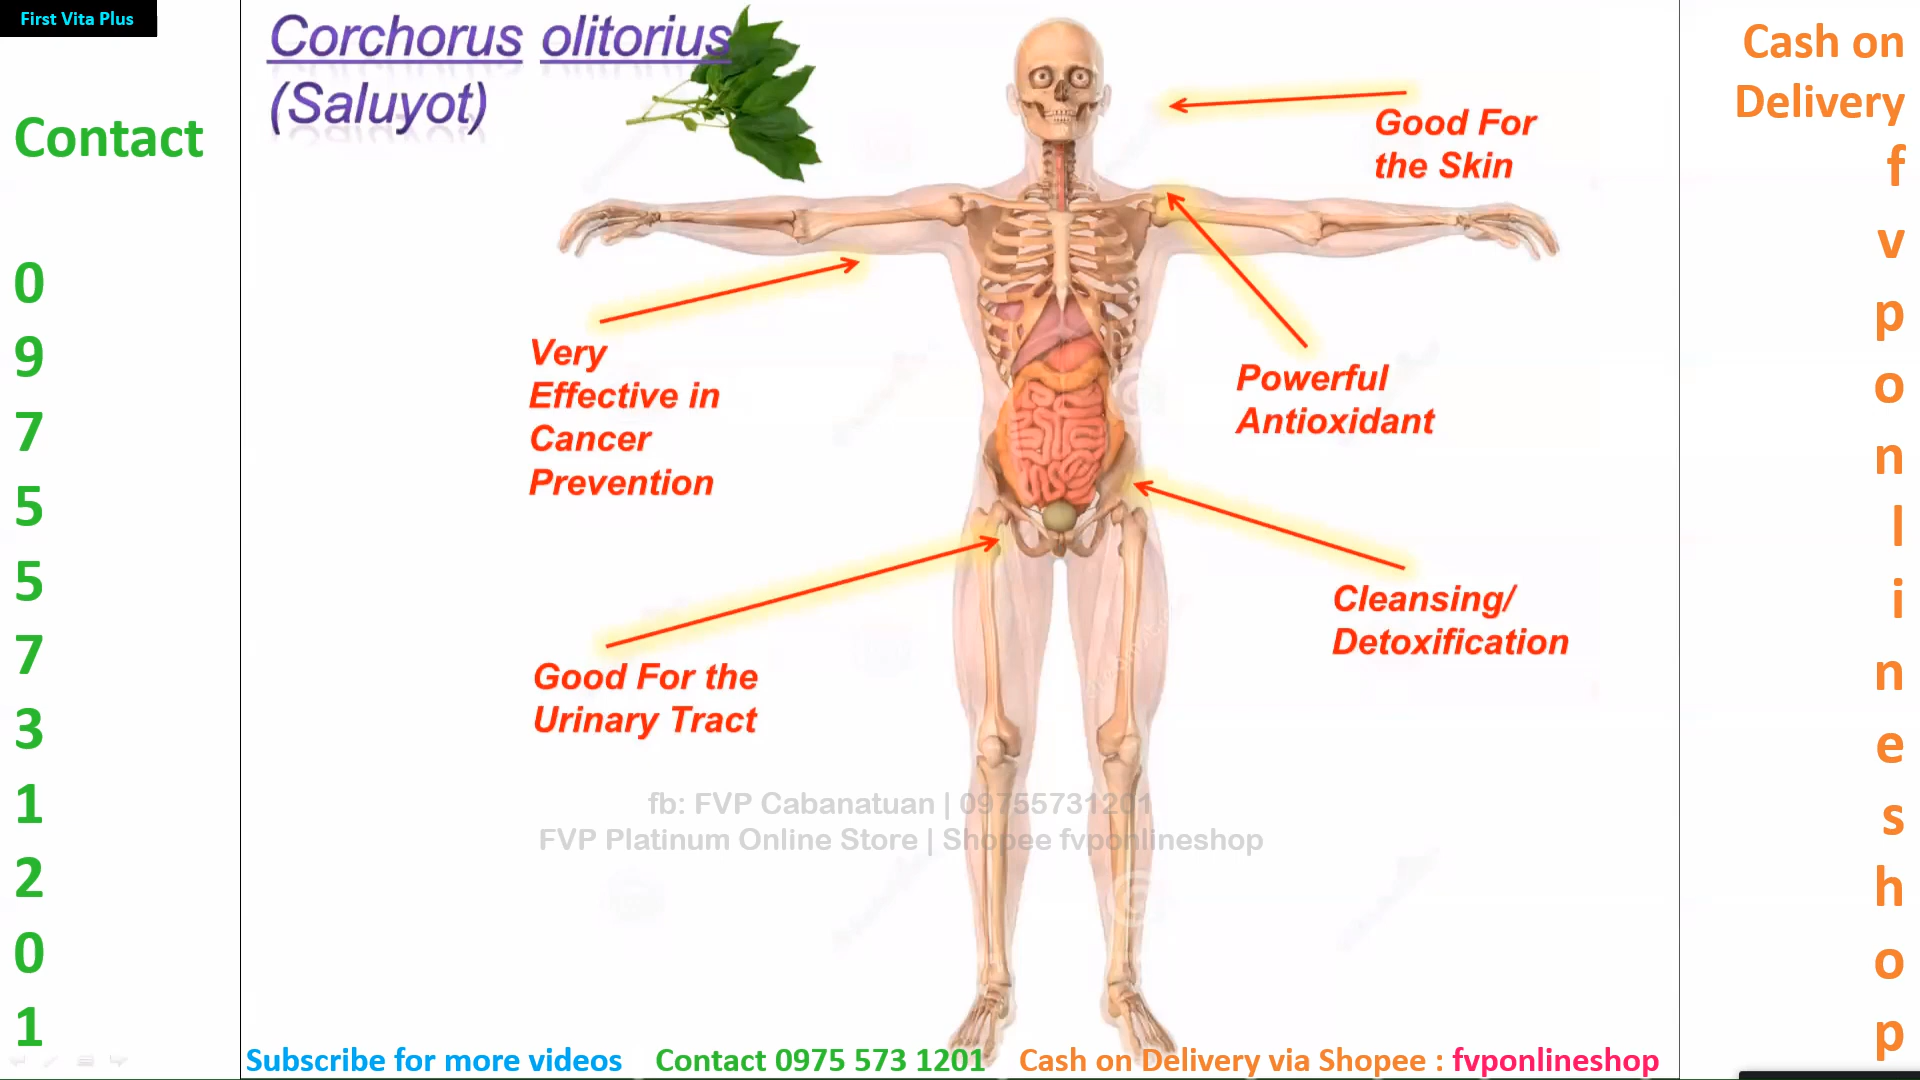 First Vita Plus
Contact
0
9
7
5
5
7
3
1
2
0
1
Corchorus olitorius
(Saluyot)
Good For
the Skin
Very
Effective in
Cancer
Prevention
Powerful
Antioxidant
Cleansing/
Detoxification
Good For the
Urinary Tract
fb: FVP Cabanatuan | 09755731201
FVP Platinum Online Store | Shopee fvponlineshop
Cash on
Delivery
f
v
p
o
n
l
i
n
e
s
h
o
p
Subscribe for more videos Contact 0975 573 1201 Cash on Delivery via Shopee : fvponlineshop